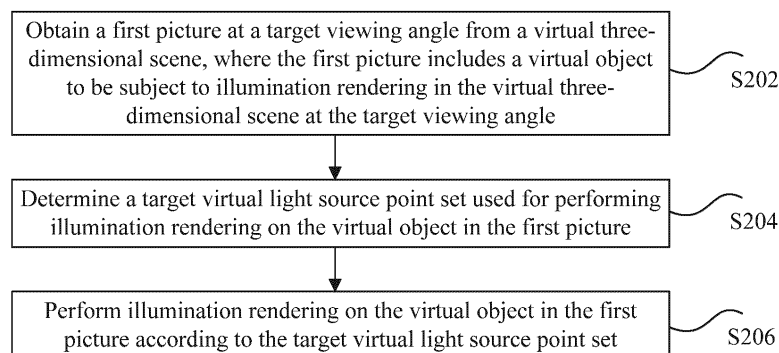 Obtain a first picture at a target viewing angle from a virtual three-
dimensional scene, where the first picture includes a virtual object
to be subject to illumination rendering in the virtual three-
dimensional scene at the target viewing angle
S202
Determine a target virtual light source point set used for performing
illumination rendering on the virtual object in the first picture
S204
Perform illumination rendering on the virtual object in the first
picture according to the target virtual light source point set
S206